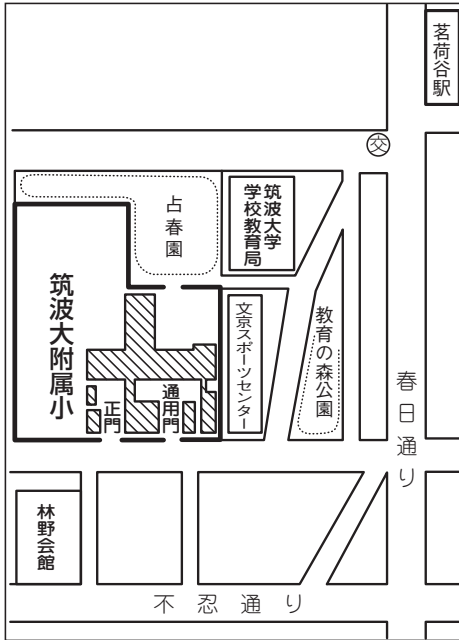 茗荷谷駅
交
筑波大学
学校教育局
占春園
筑波大附属小
文京スポーツセンター
教育の森公園
春日通り
通用門
正門
林野会館
不忍通り